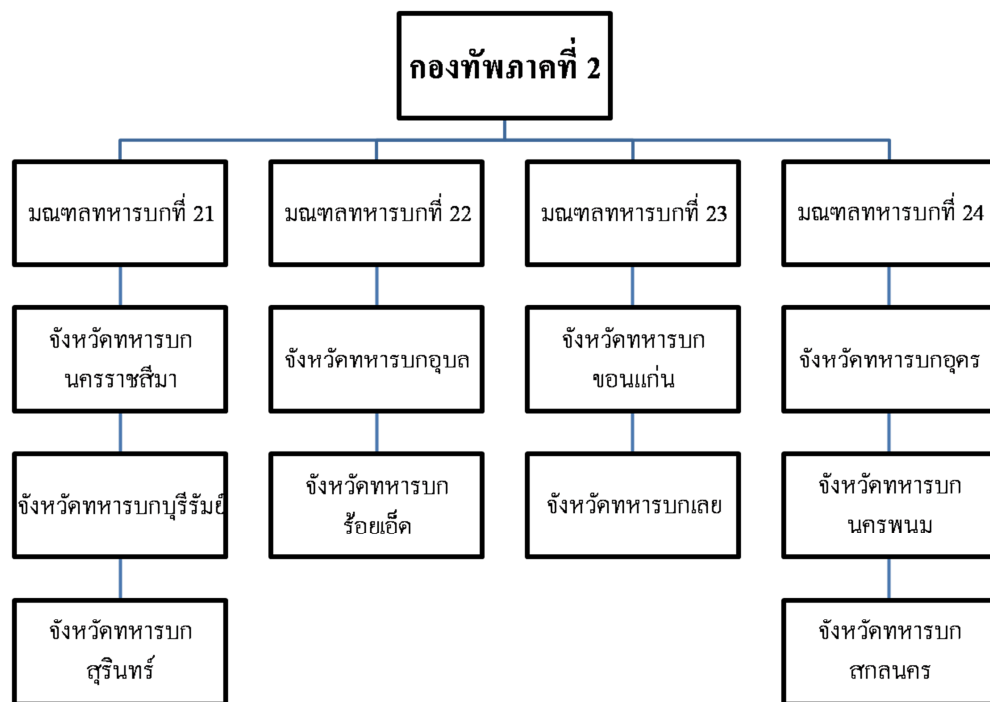 กองทัพภาคที่ 2
มณฑลทหารบกที่ 21
มณฑลทหารบกที่ 22
มณฑลทหารบกที่ 23
มณฑลทหารบกที่ 24
จังหวัดทหารบก
นครราชสีมา
จังหวัดทหารบกอุบล
จังหวัดทหารบก
ขอนแก่น
จังหวัดทหารบกอุดร
จังหวัดทหารบกบุรีรัมย์
จังหวัดทหารบก
ร้อยเอ็ด
จังหวัดทหารบกเลย
จังหวัดทหารบก
นครพนม
จังหวัดทหารบก
สุรินทร์
จังหวัดทหารบก
สกลนคร